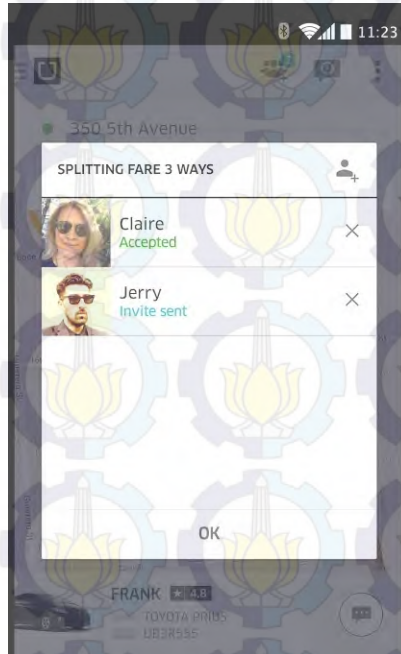 11:23
350 5th Avenue
SPLITTING FARE 3 WAYS
Claire
Accepted
Jerry
Invite sent
OK
FRANK 4.8
TOYOTA PRIUS
UB3R555